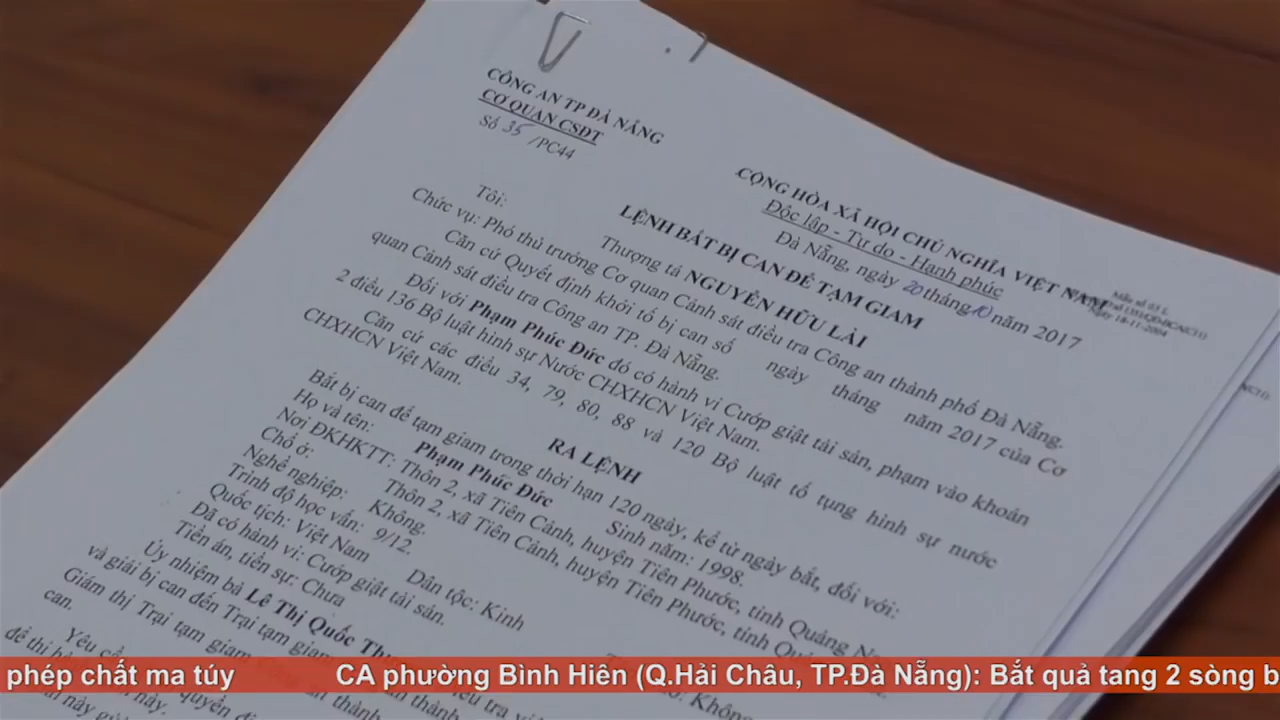 CÔNG AN TP ĐÀ NẴNG
CƠ QUAN CSĐT
Số 35 /PC44
CỘNG HÒA XÃ HỘI CHỦ NGHĨA VIỆT NAM
Độc lập - Tự do - Hạnh phúc
Đà Nẵng, ngày 20 tháng 10 năm 2017
Mẫu số 03 L
Ngày 18-11-2004
LỆNH BẮT BỊ CAN ĐỂ TẠM GIAM
Tôi: Thượng tá NGUYỄN HỮU LÀI
Chức vụ: Phó thủ trưởng Cơ quan Cảnh sát điều tra Công an thành phố Đà Nẵng.
Căn cứ Quyết định khởi tố bị can số ngày tháng năm 2017 của Cơ
quan Cảnh sát điều tra Công an TP. Đà Nẵng.
Đối với Phạm Phúc Đức đó có hành vi Cướp giật tài sản, phạm vào khoản
2 điều 136 Bộ luật hình sự Nước CHXHCN Việt Nam.
Căn cứ các điều 34, 79, 80, 88 và 120 Bộ luật tố tụng hình sự nước
CHXHCN Việt Nam.
RA LỆNH
Bắt bị can để tạm giam trong thời hạn 120 ngày, kể từ ngày bắt, đối với:
Họ và tên: Phạm Phúc Đức Sinh năm: 1998.
Nơi ĐKHKTT: Thôn 2, xã Tiên Cảnh, huyện Tiên Phước, tỉnh Quảng
Chỗ ở: Thôn 2, xã Tiên Cảnh, huyện Tiên Phước, tỉnh
Nghề nghiệp: Không.
Trình độ học vấn: 9/12.
Quốc tịch: Việt Nam Dân tộc: Kinh Không
Đã có hành vi: Cướp giật tài sản.
Tiền án, tiền sự: Chưa
Ủy nhiệm bà Lê Thị Quốc
và giải bị can đến Trại tạm
Giám thị Trại tạm giam
can.
Yêu
phép chất ma túy CA phường Bình Hiên (Q.Hải Châu, TP.Đà Nẵng): Bắt quả tang 2 sòng b